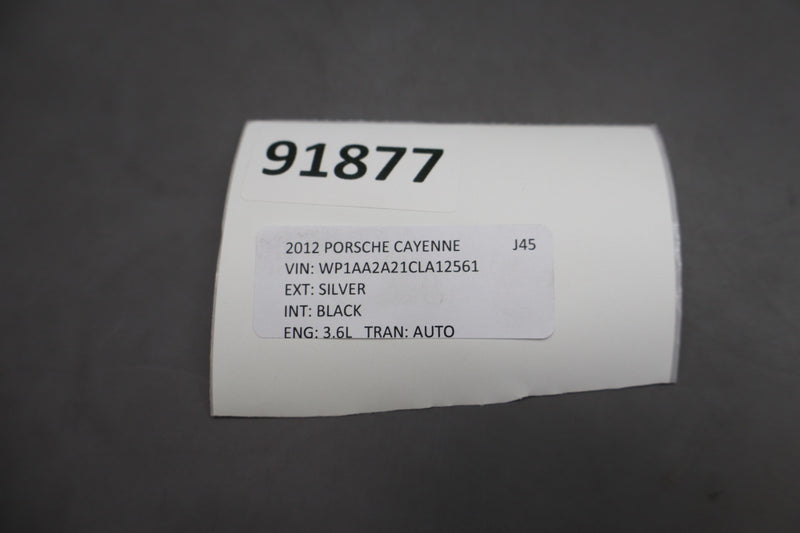 91877
2012 PORSCHE CAYENNE J45
VIN: WP1AA2A21CLA12561
EXT: SILVER
INT: BLACK
ENG: 3.6L TRAN: AUTO